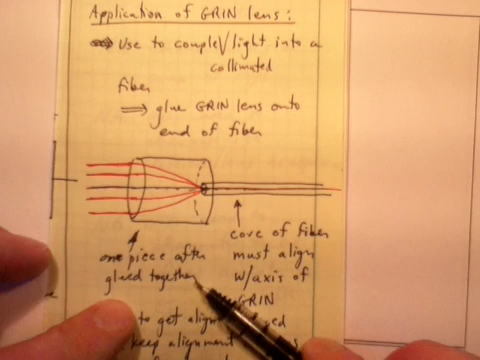 Application of GRIN lens:
⇒ Use to couple light into a
collimated
fiber
⇒ glue GRIN lens onto
end of fiber
one piece after
glued together
core of fiber
must align
w/axis of
GRIN
to get
keep alignment